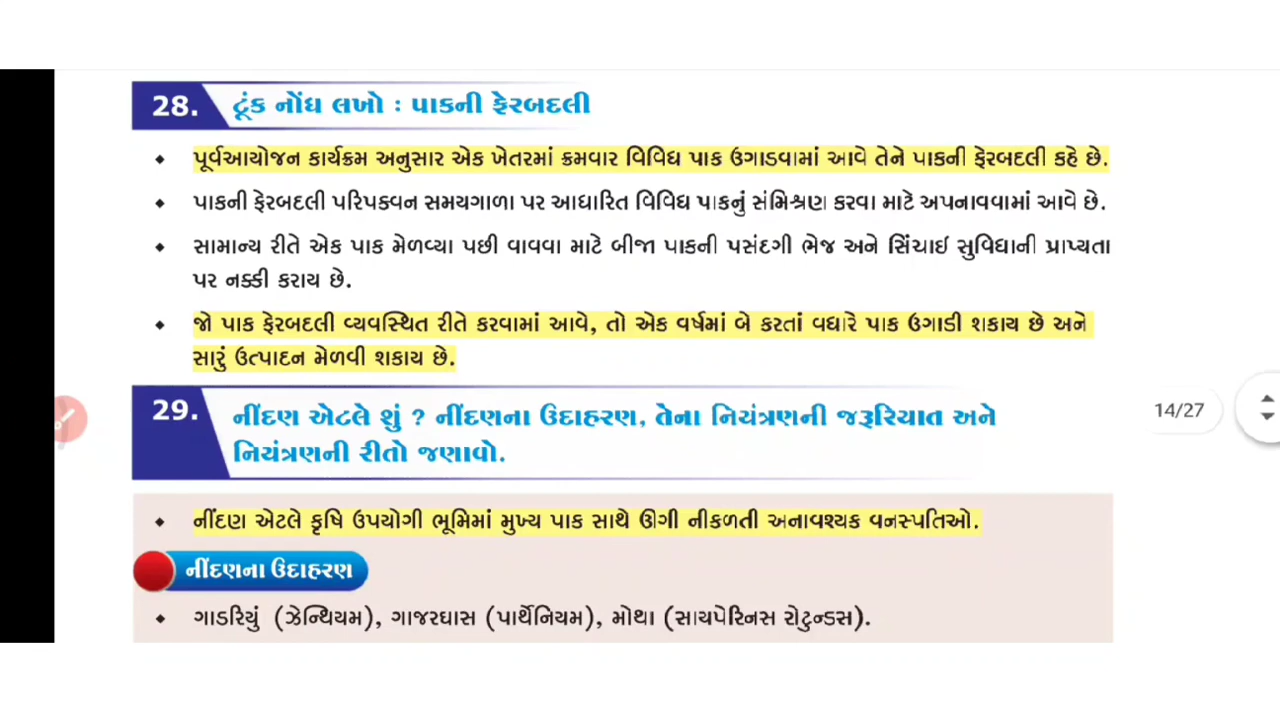 28. ટૂંક નોંધ લખો : પાકની ફેરબદલી
◆ પૂર્વઆયોજન કાર્યક્રમ અનુસાર એક ખેતરમાં ક્રમવાર વિવિધ પાક ઉગાડવામાં આવે તેને પાકની ફેરબદલી કહે છે.
◆ પાકની ફેરબદલી પરિપક્વન સમયગાળા પર આધારિત વિવિધ પાકનું સંમિશ્રણ કરવા માટે અપનાવવામાં આવે છે.
◆ સામાન્ય રીતે એક પાક મેળવ્યા પછી વાવવા માટે બીજા પાકની પસંદગી ભેજ અને સિંચાઈ સુવિધાની પ્રાપ્યતા
પર નક્કી કરાય છે.
◆ જો પાક ફેરબદલી વ્યવસ્થિત રીતે કરવામાં આવે, તો એક વર્ષમાં બે કરતાં વધારે પાક ઉગાડી શકાય છે અને
સારું ઉત્પાદન મેળવી શકાય છે.
29. નીંદણ એટલે શું ? નીંદણના ઉદાહરણ, તેના નિયંત્રણની જરૂરિયાત અને
નિયંત્રણની રીતો જણાવો.
14/27
◆ નીંદણ એટલે કૃષિ ઉપયોગી ભૂમિમાં મુખ્ય પાક સાથે ઊગી નીકળતી અનાવશ્યક વનસ્પતિઓ.
નીંદણના ઉદાહરણ
◆ ગાડરિયું (ઝેન્થિયમ), ગાજરઘાસ (પાર્થેનિયમ), મોથા (સાયપેરિનસ રોટુન્ડસ).